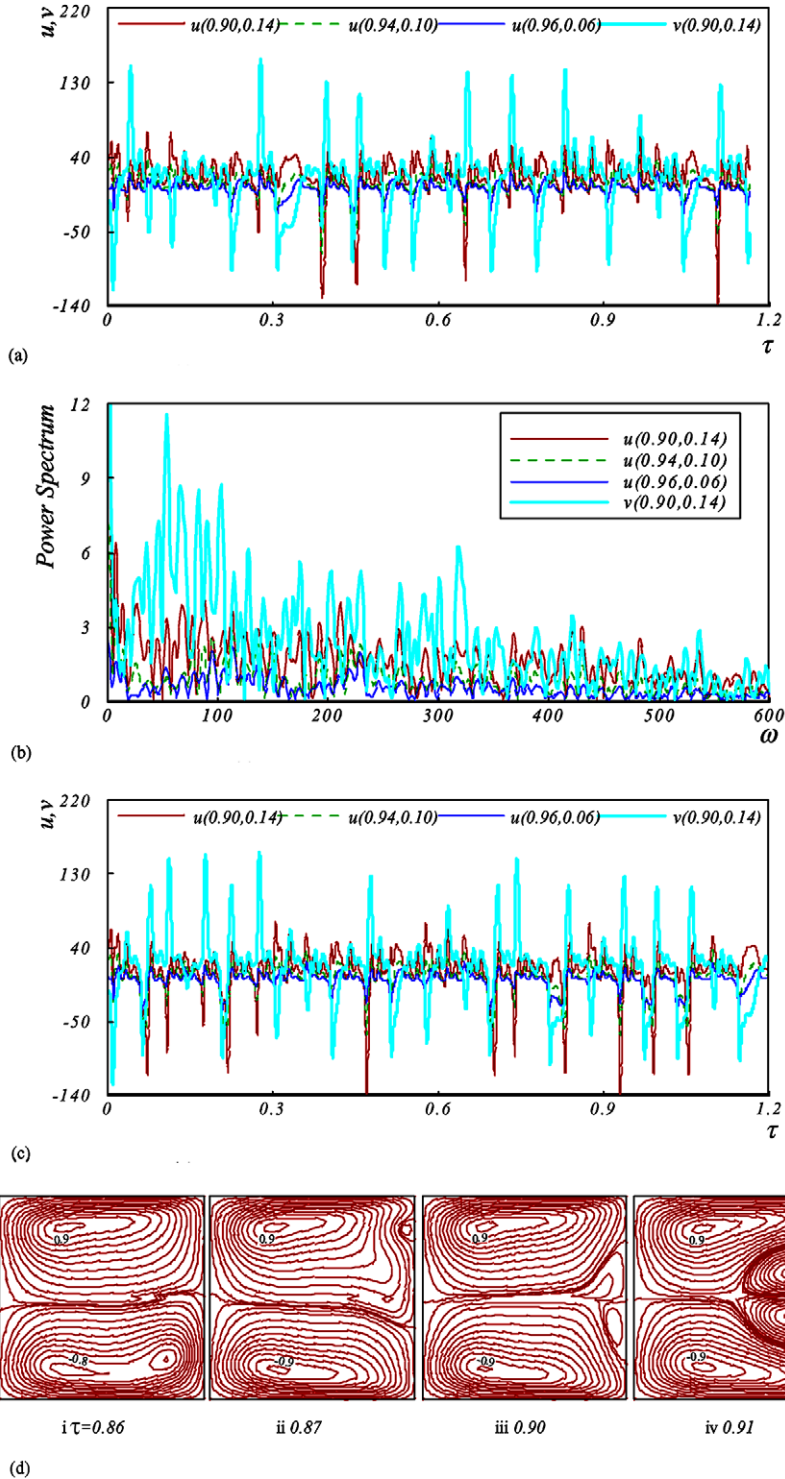 220
u,v
u(0.90,0.14) u(0.94,0.10) u(0.96,0.06) v(0.90,0.14)
130
40
-50
-140
0 0.3 0.6 0.9 1.2
τ
(a)
12
Power Spectrum
u(0.90,0.14)
u(0.94,0.10)
u(0.96,0.06)
v(0.90,0.14)
9
6
3
0
0 100 200 300 400 500 600
ω
(b)
220
u,v
u(0.90,0.14) u(0.94,0.10) u(0.96,0.06) v(0.90,0.14)
130
40
-50
-140
0 0.3 0.6 0.9 1.2
τ
(c)
0.9 0.9 0.9 0.9
-0.8 -0.9 -0.9 -0.9
i τ=0.86 ii 0.87 iii 0.90 iv 0.91
(d)